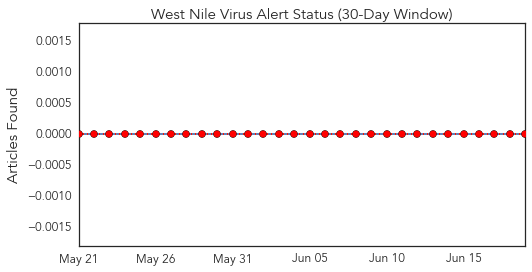 West Nile Virus Alert Status (30-Day Window)
Articles Found
0.0015
0.0010
0.0005
0.0000
−0.0005
−0.0010
−0.0015
May 21 May 26 May 31 Jun 05 Jun 10 Jun 15